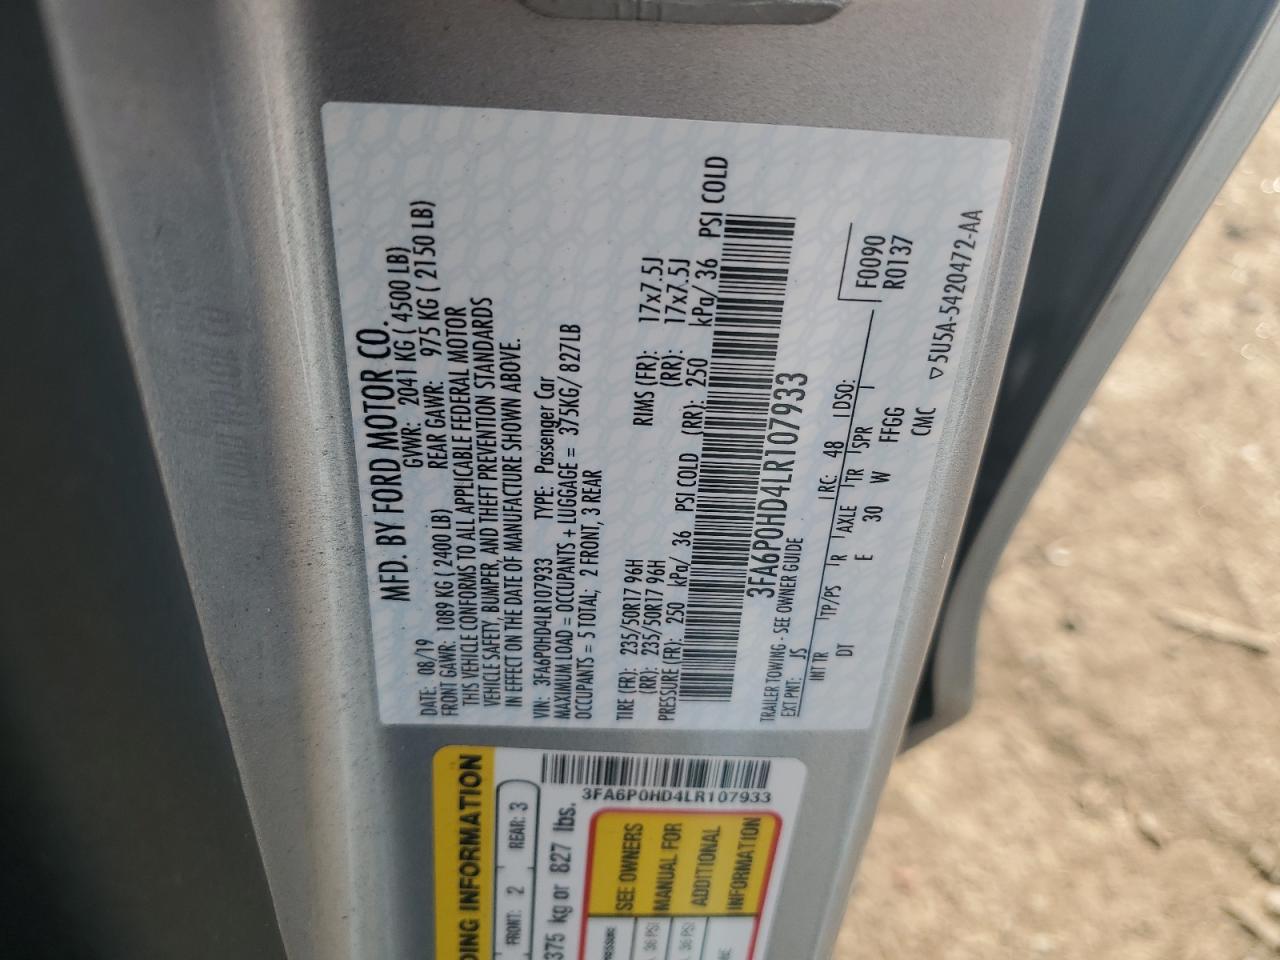 MFD. BY FORD MOTOR CO.
DATE: 08/19 GVWR: 2041 KG ( 4500 LB)
FRONT GAWR: 1089 KG ( 2400 LB) REAR GAWR: 975 KG ( 2150 LB)
THIS VEHICLE CONFORMS TO ALL APPLICABLE FEDERAL MOTOR
VEHICLE SAFETY, BUMPER, AND THEFT PREVENTION STANDARDS
IN EFFECT ON THE DATE OF MANUFACTURE SHOWN ABOVE.
VIN: 3FA6P0HD4LR107933 TYPE: Passenger Car
MAXIMUM LOAD = OCCUPANTS + LUGGAGE = 375KG/ 827LB
OCCUPANTS = 5 TOTAL; 2 FRONT, 3 REAR
TIRE (FR): 235/50R17 96H RIMS (FR): 17x7.5J
(RR): 235/50R17 96H (RR): 17x7.5J
PRESSURE (FR): 250 kPa/ 36 PSI COLD (RR): 250 kPa/ 36 PSI COLD
3FA6P0HD4LR107933
TRAILER TOWING - SEE OWNER GUIDE
EXT PNT: JS RC: 48 DSO: F0090
INT TR TP/PS R AXLE TR SPR R0137
DT E 30 W FFGG
CMC ▽5U5A-5420472-AA
DING INFORMATION
FRONT: 2 REAR: 3
375 kg or 827 lbs.
3FA6P0HD4LR107933
SEE OWNERS
MANUAL FOR
ADDITIONAL
INFORMATION
36 PSI
36 PSI